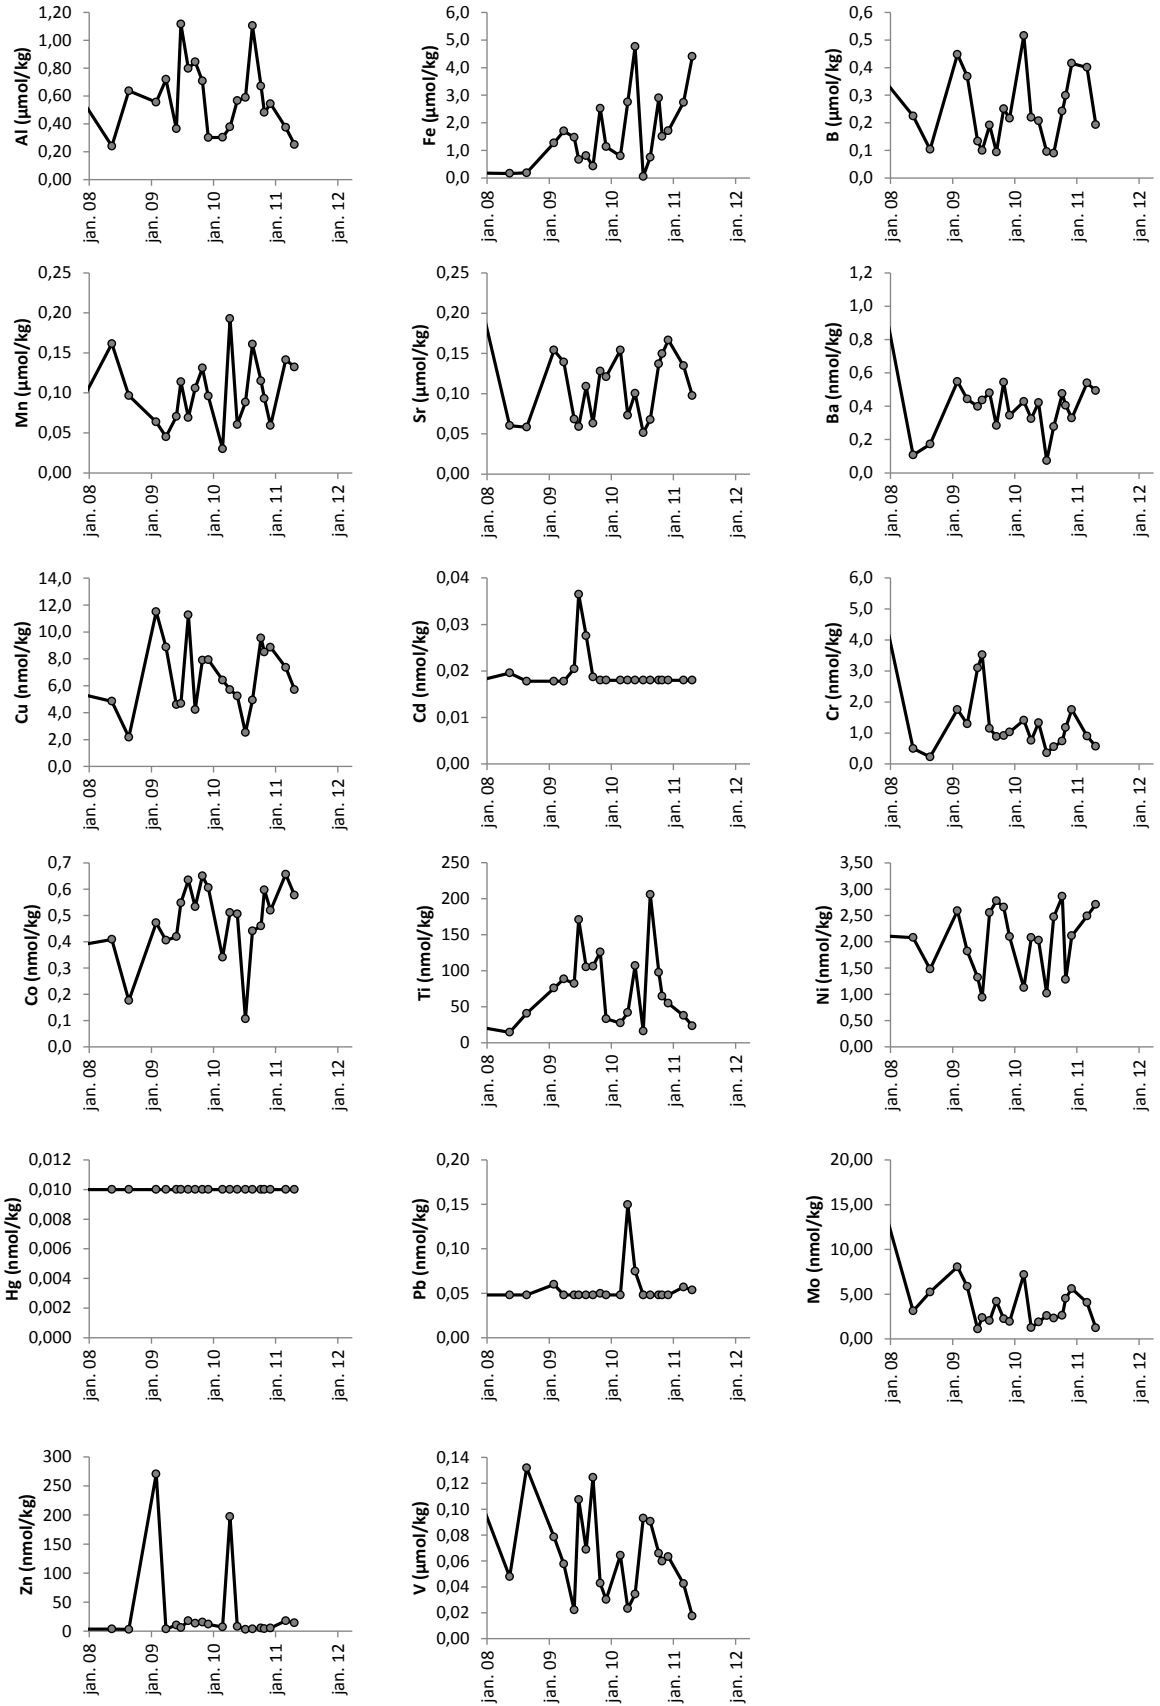 Al (µmol/kg)
1,20
1,00
0,80
0,60
0,40
0,20
0,00
jan. 08
jan. 09
jan. 10
jan. 11
jan. 12
Fe (µmol/kg)
6,0
5,0
4,0
3,0
2,0
1,0
0,0
jan. 08
jan. 09
jan. 10
jan. 11
jan. 12
B (µmol/kg)
0,6
0,5
0,4
0,3
0,2
0,1
0,0
jan. 08
jan. 09
jan. 10
jan. 11
jan. 12
Mn (µmol/kg)
0,25
0,20
0,15
0,10
0,05
0,00
jan. 08
jan. 09
jan. 10
jan. 11
jan. 12
Sr (µmol/kg)
0,25
0,20
0,15
0,10
0,05
0,00
jan. 08
jan. 09
jan. 10
jan. 11
jan. 12
Ba (nmol/kg)
1,2
1,0
0,8
0,6
0,4
0,2
0,0
jan. 08
jan. 09
jan. 10
jan. 11
jan. 12
Cu (nmol/kg)
14,0
12,0
10,0
8,0
6,0
4,0
2,0
0,0
jan. 08
jan. 09
jan. 10
jan. 11
jan. 12
Cd (nmol/kg)
0,04
0,03
0,02
0,01
0,00
jan. 08
jan. 09
jan. 10
jan. 11
jan. 12
Cr (nmol/kg)
6,0
5,0
4,0
3,0
2,0
1,0
0,0
jan. 08
jan. 09
jan. 10
jan. 11
jan. 12
Co (nmol/kg)
0,7
0,6
0,5
0,4
0,3
0,2
0,1
0,0
jan. 08
jan. 09
jan. 10
jan. 11
jan. 12
Ti (nmol/kg)
250
200
150
100
50
0
jan. 08
jan. 09
jan. 10
jan. 11
jan. 12
Ni (nmol/kg)
3,50
3,00
2,50
2,00
1,50
1,00
0,50
0,00
jan. 08
jan. 09
jan. 10
jan. 11
jan. 12
Hg (nmol/kg)
0,012
0,010
0,008
0,006
0,004
0,002
0,000
jan. 08
jan. 09
jan. 10
jan. 11
jan. 12
Pb (nmol/kg)
0,20
0,15
0,10
0,05
0,00
jan. 08
jan. 09
jan. 10
jan. 11
jan. 12
Mo (nmol/kg)
20,00
15,00
10,00
5,00
0,00
jan. 08
jan. 09
jan. 10
jan. 11
jan. 12
Zn (nmol/kg)
300
250
200
150
100
50
0
jan. 08
jan. 09
jan. 10
jan. 11
jan. 12
V (µmol/kg)
0,14
0,12
0,10
0,08
0,06
0,04
0,02
0,00
jan. 08
jan. 09
jan. 10
jan. 11
jan. 12